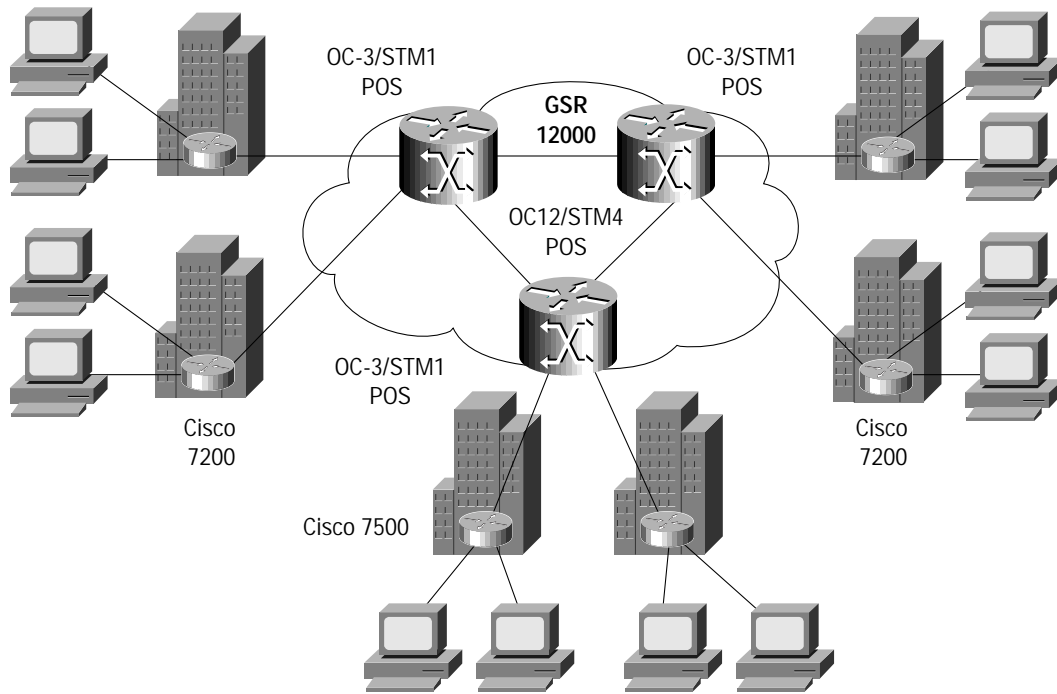 OC-3/STM1
POS
OC-3/STM1
POS
GSR
12000
OC12/STM4
POS
OC-3/STM1
POS
Cisco
7200
Cisco
7200
Cisco 7500